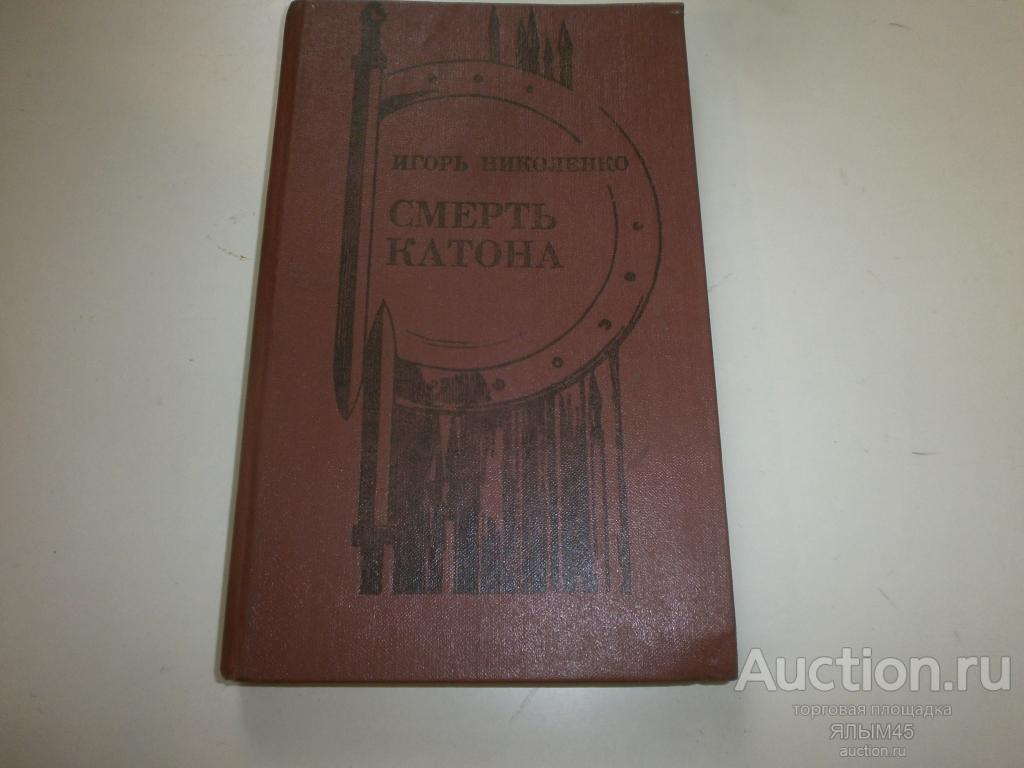 ИГОРЬ НИКОЛЕНКО
СМЕРТЬ
КАТОНА
Auction.ru
торговая площадка
ЯЛЫМ45
auction.ru